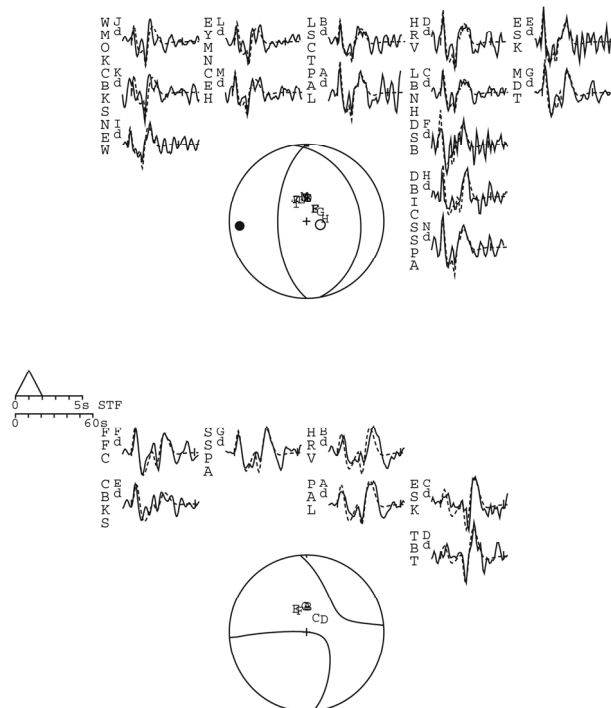 WMOK J d
EYMN L d
LSCT B d
HRV D d
ESK E d
CBKS K d
CEH M d
PAL A d
LBNH C d
MDT G d
NEW I d
DSB F d
DBIC H d
SSPA N d
E
G
H
0 5s STF
0 60s
FFC F d
SSPA G d
HRV B d
CBKS E d
PAL A d
ESK C d
TBT D d
E F
C D